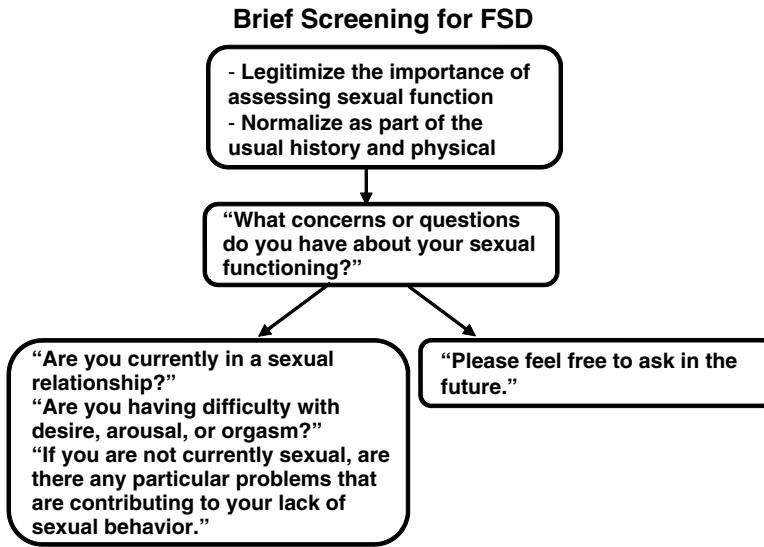 Brief Screening for FSD
- Legitimize the importance of
assessing sexual function
- Normalize as part of the
usual history and physical
“What concerns or questions
do you have about your sexual
functioning?”
“Are you currently in a sexual
relationship?”
“Are you having difficulty with
desire, arousal, or orgasm?”
“If you are not currently sexual, are
there any particular problems that
are contributing to your lack of
sexual behavior.”
“Please feel free to ask in the
future.”